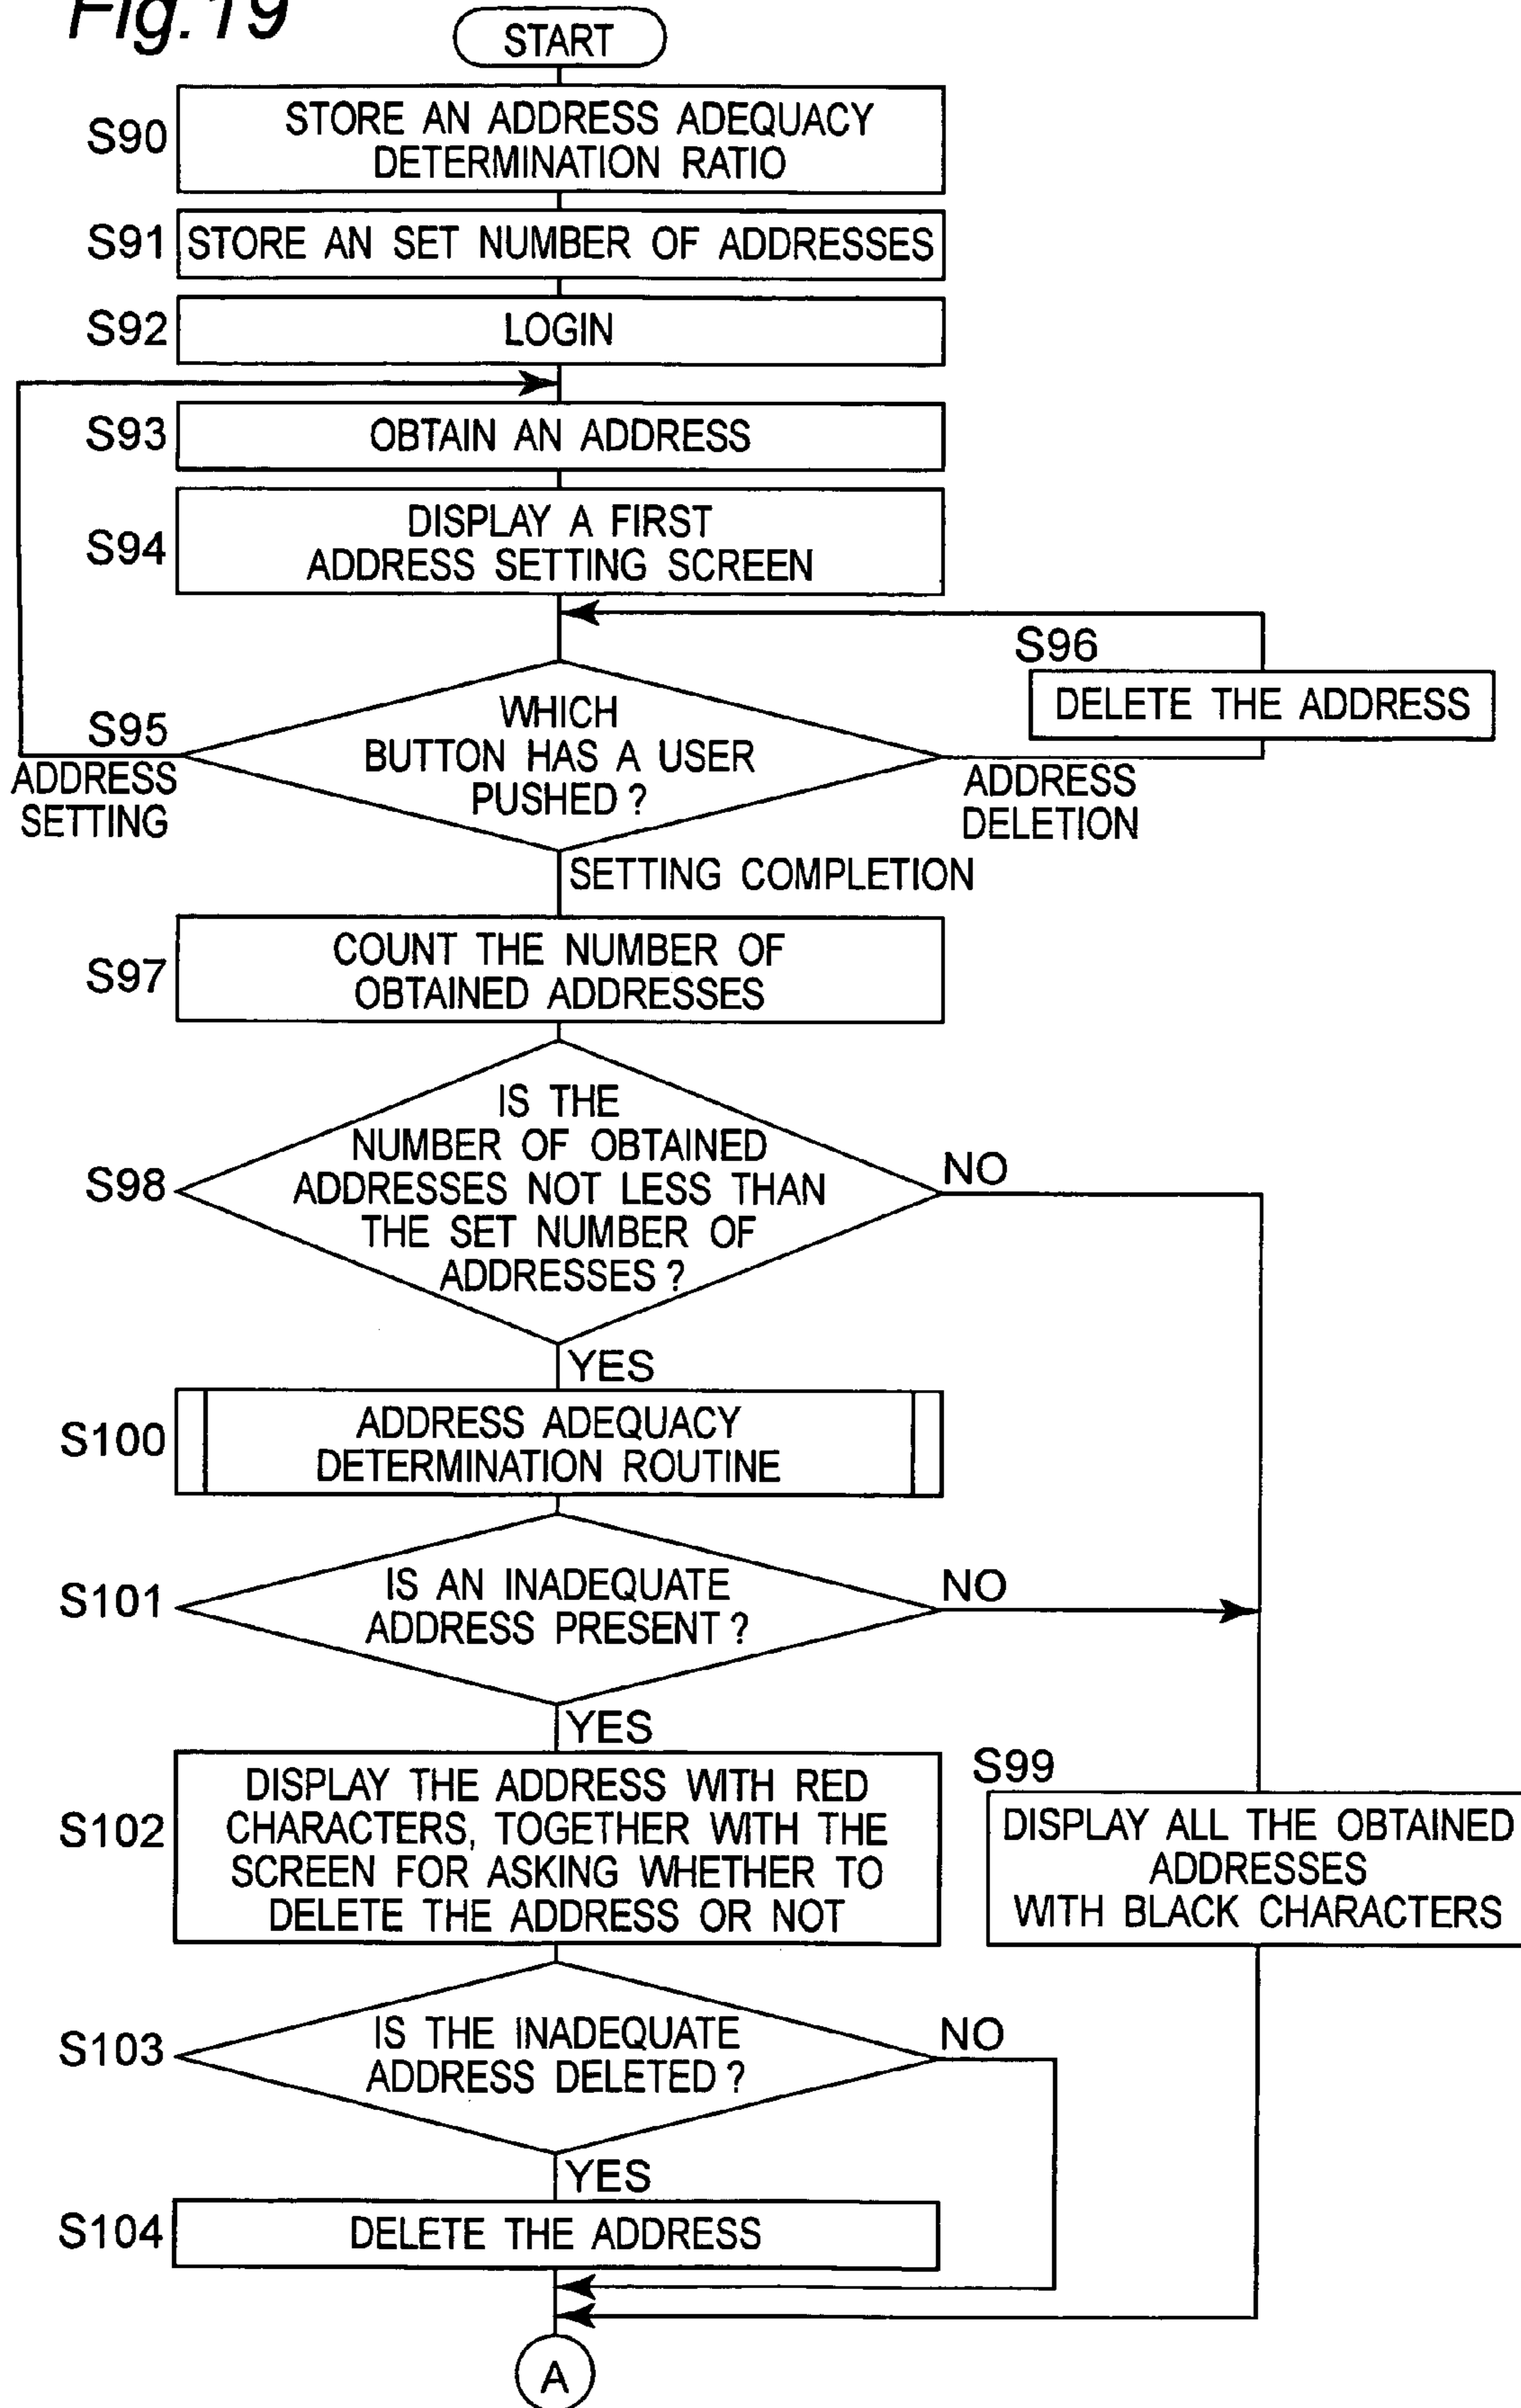 Fig.19
START
S90
STORE AN ADDRESS ADEQUACY
DETERMINATION RATIO
S91
STORE AN SET NUMBER OF ADDRESSES
S92
LOGIN
S93
OBTAIN AN ADDRESS
S94
DISPLAY A FIRST
ADDRESS SETTING SCREEN
S96
DELETE THE ADDRESS
S95
WHICH
BUTTON HAS A USER
PUSHED ?
ADDRESS
SETTING
ADDRESS
DELETION
SETTING COMPLETION
S97
COUNT THE NUMBER OF
OBTAINED ADDRESSES
S98
IS THE
NUMBER OF OBTAINED
ADDRESSES NOT LESS THAN
THE SET NUMBER OF
ADDRESSES ?
NO
YES
S100
ADDRESS ADEQUACY
DETERMINATION ROUTINE
S101
IS AN INADEQUATE
ADDRESS PRESENT ?
NO
YES
S102
DISPLAY THE ADDRESS WITH RED
CHARACTERS, TOGETHER WITH THE
SCREEN FOR ASKING WHETHER TO
DELETE THE ADDRESS OR NOT
S99
DISPLAY ALL THE OBTAINED
ADDRESSES
WITH BLACK CHARACTERS
S103
IS THE INADEQUATE
ADDRESS DELETED ?
NO
YES
S104
DELETE THE ADDRESS
A